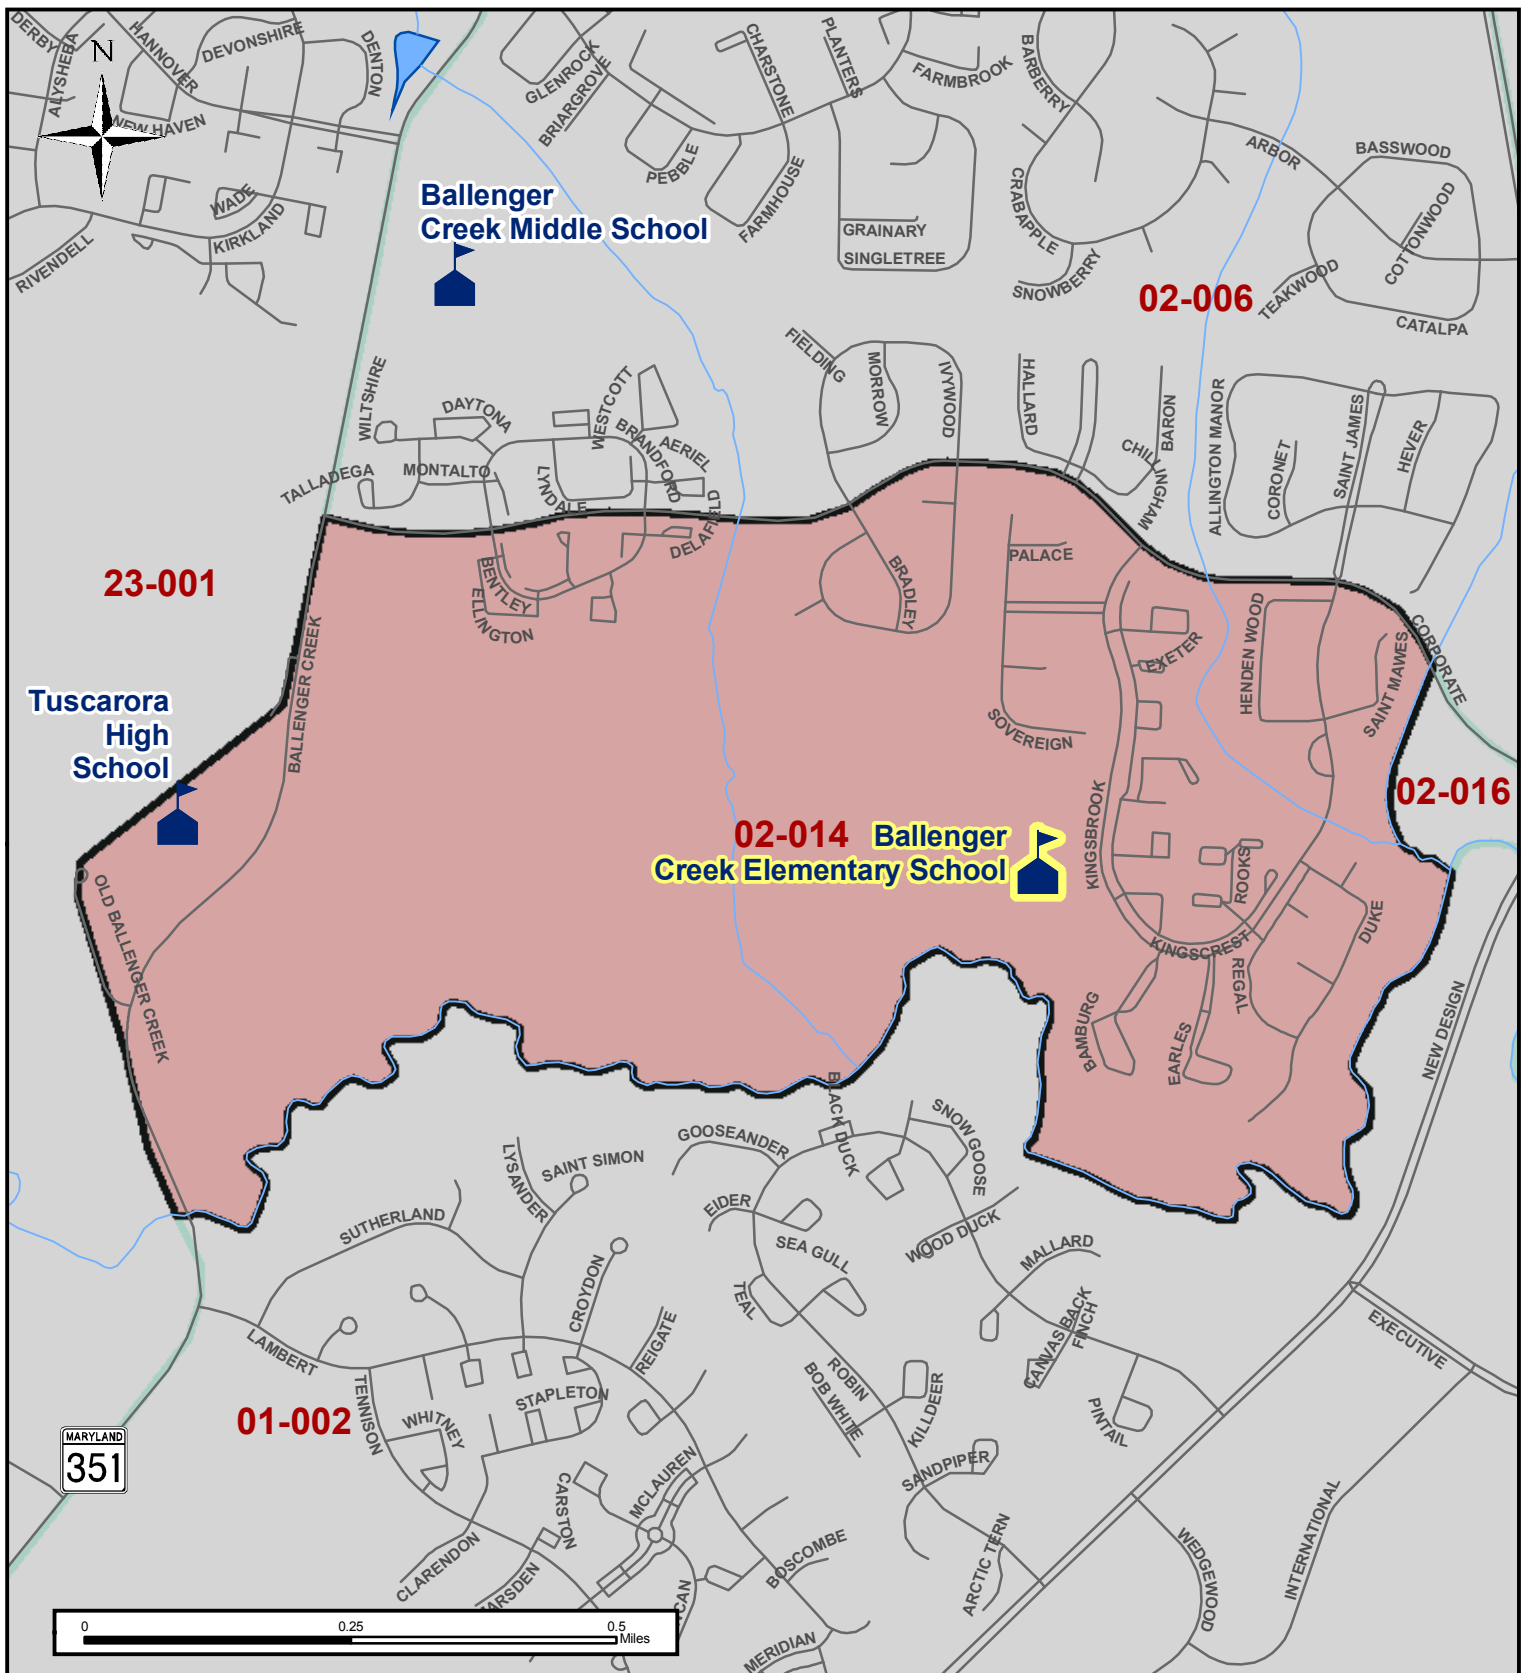 DERBY
ALYSHEBA
N
HANNOVER
DEVONSHIRE
DENTON
NEW HAVEN
WADE
KIRKLAND
RIVENDELL
GLENROCK
BRIARGROVE
PEBBLE
CHARSTONE
PLANTERS
FARMHOUSE
FARMBROOK
GRAINARY
SINGLETREE
BARBERRY
CRABAPPLE
SNOWBERRY
ARBOR
BASSWOOD
COTTONWOOD
TEAKWOOD
CATALPA
Ballenger
Creek Middle School
02-006
WILTSHIRE
DAYTONA
TALLADEGA
MONTALTO
LYNDALE
WESTCOTT
BRANDFORD
AERIEL
DELAFIELD
FIELDING
MORROW
IVYWOOD
HALLARD
BARON
CHILLINGHAM
ALLINGTON MANOR
CORONET
SAINT JAMES
HEVER
23-001
BENTLEY
ELLINGTON
BRADLEY
PALACE
EXETER
HENDEN WOOD
SAINT MAWES
CORPORATE
BALLENGER CREEK
Tuscarora
High
School
SOVEREIGN
KINGSBROOK
02-016
02-014
Ballenger
Creek Elementary School
ROOKS
DUKE
KINGSCREST
REGAL
OLD BALLENGER CREEK
BAMBURG
EARLES
NEW DESIGN
BLACK DUCK
SNOW GOOSE
GOOSEANDER
LYSANDER
SAINT SIMON
SUTHERLAND
EIDER
SEA GULL
WOOD DUCK
MALLARD
TEAL
CROYDON
REIGATE
CANVAS BACK
FINCH
EXECUTIVE
LAMBERT
TENNISON
WHITNEY
STAPLETON
ROBIN
BOB WHITE
KILLDEER
PINTAIL
01-002
MARYLAND
351
SANDPIPER
MCLAUREN
CARSTON
CLARENDON
BOSCOMBE
ARCTIC TERN
WEDGEWOOD
INTERNATIONAL
MERIDIAN
0
0.25
0.5
Miles